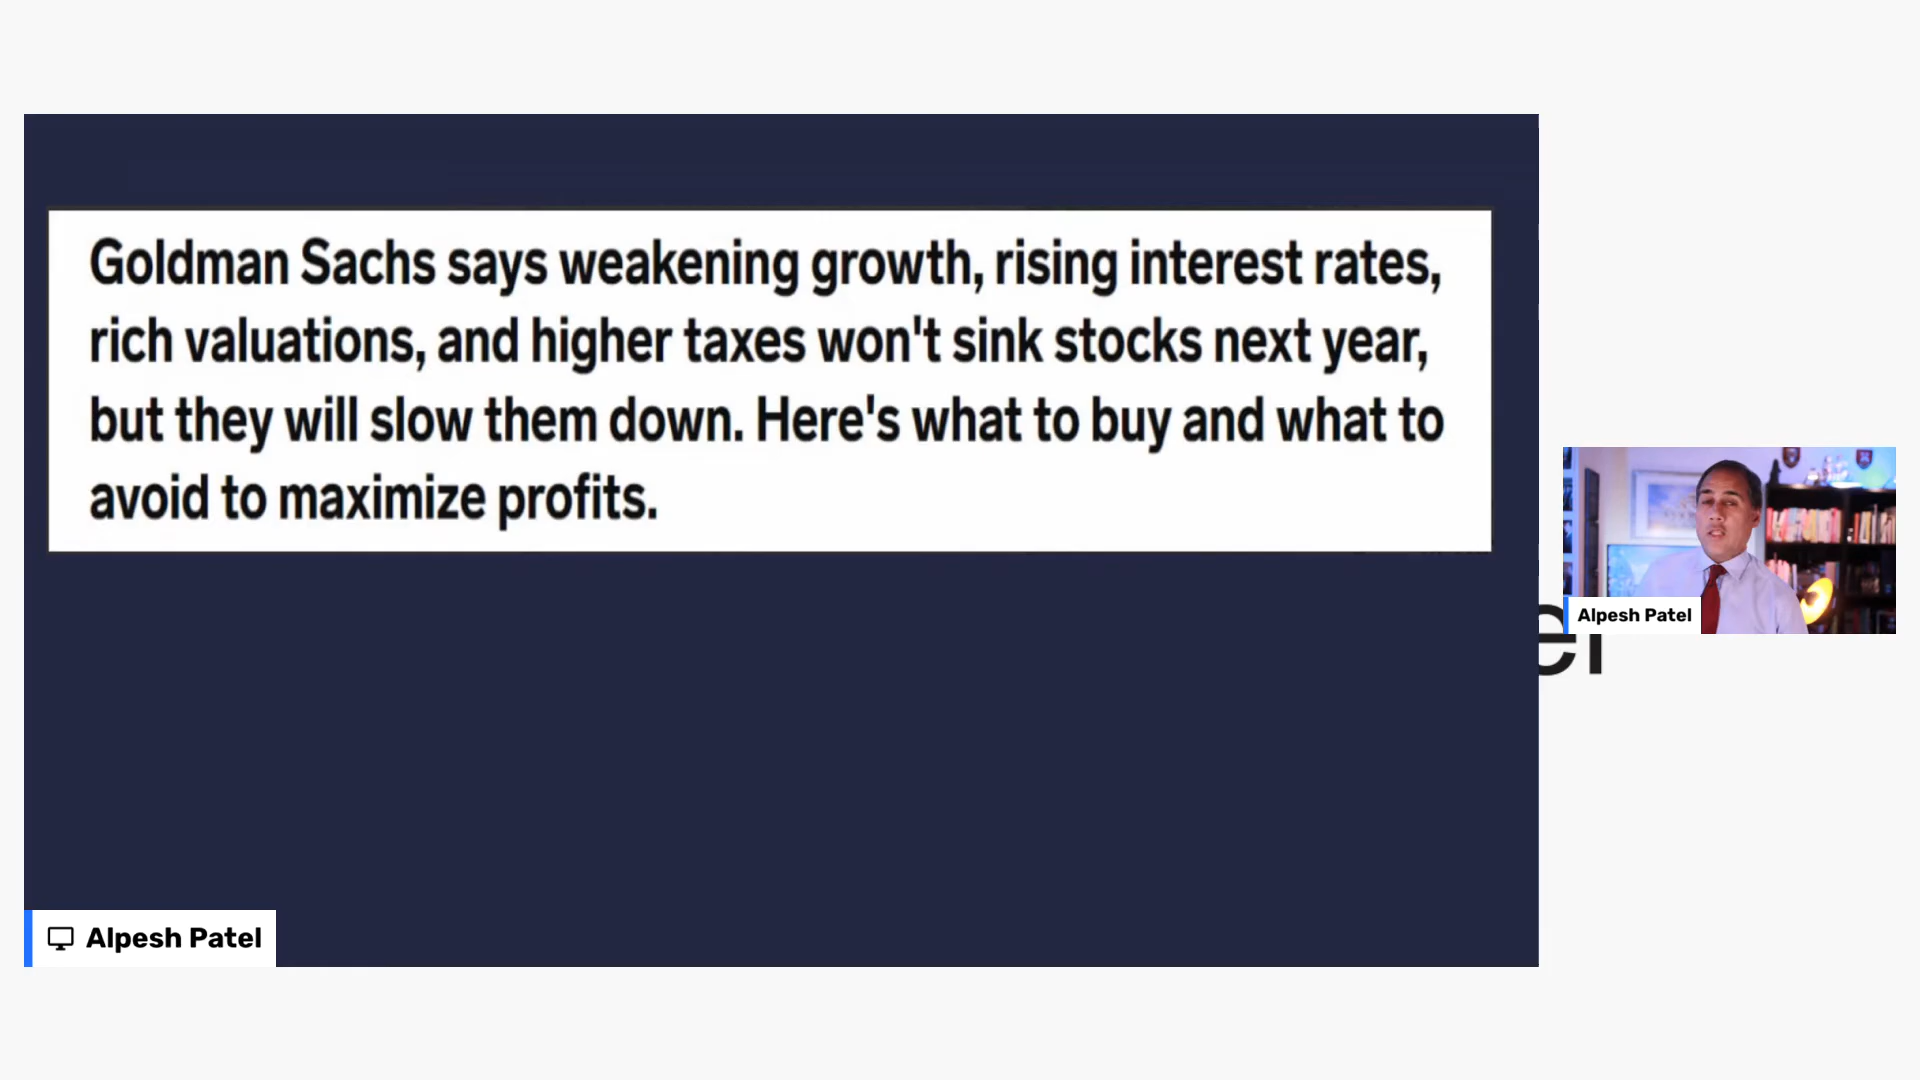 Goldman Sachs says weakening growth, rising interest rates,
rich valuations, and higher taxes won't sink stocks next year,
but they will slow them down. Here's what to buy and what to
avoid to maximize profits.
Alpesh Patel
el
Alpesh Patel